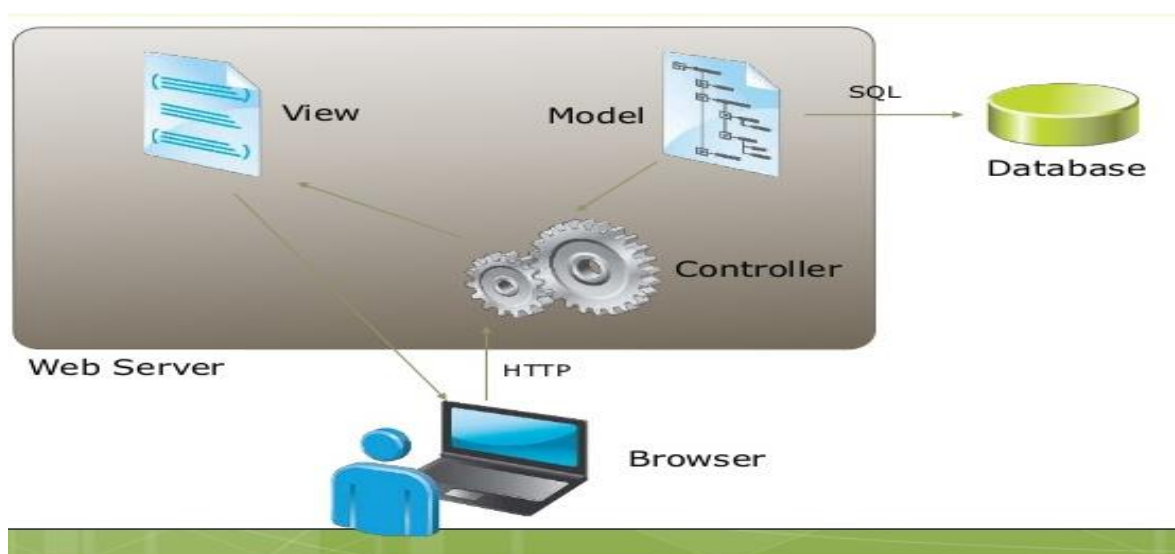 View
Model
SQL
Database
Controller
Web Server
HTTP
Browser